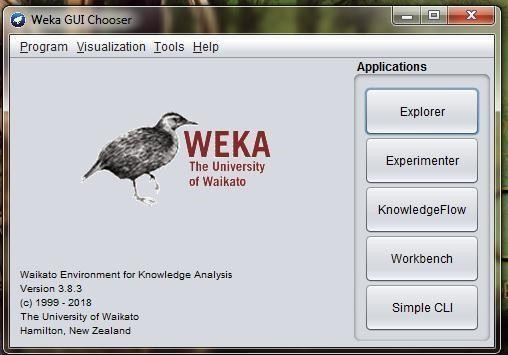 Weka GUI Chooser
Program Visualization Tools Help
Applications
Explorer
Experimenter
KnowledgeFlow
Workbench
Simple CLI
WEKA
The University
of Waikato
Waikato Environment for Knowledge Analysis
Version 3.8.3
(c) 1999 - 2018
The University of Waikato
Hamilton, New Zealand